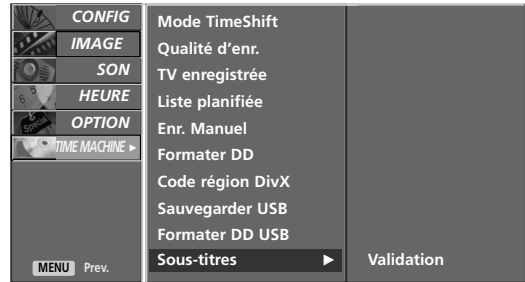 CONFIG
IMAGE
SON
HEURE
OPTION
TIME MACHINE ►
MENU Prev.
Mode TimeShift
Qualité d’enr.
TV enregistrée
Liste planifiée
Enr. Manuel
Formater DD
Code région DivX
Sauvegarder USB
Formater DD USB
Sous-titres ►
Validation